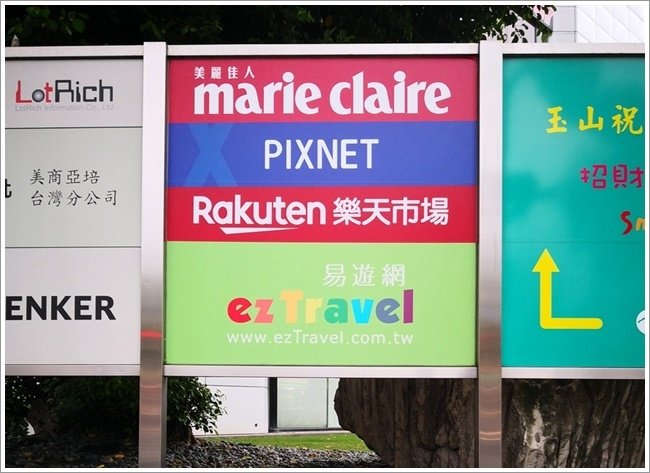 LotRich
LotRich Information Co., Ltd.
美商亞培
台灣分公司
ENKER
美麗佳人
marie claire
X PIXNET
Rakuten 樂天市場
易遊網
ezTravel
www.ezTravel.com.tw
玉山祝
招財